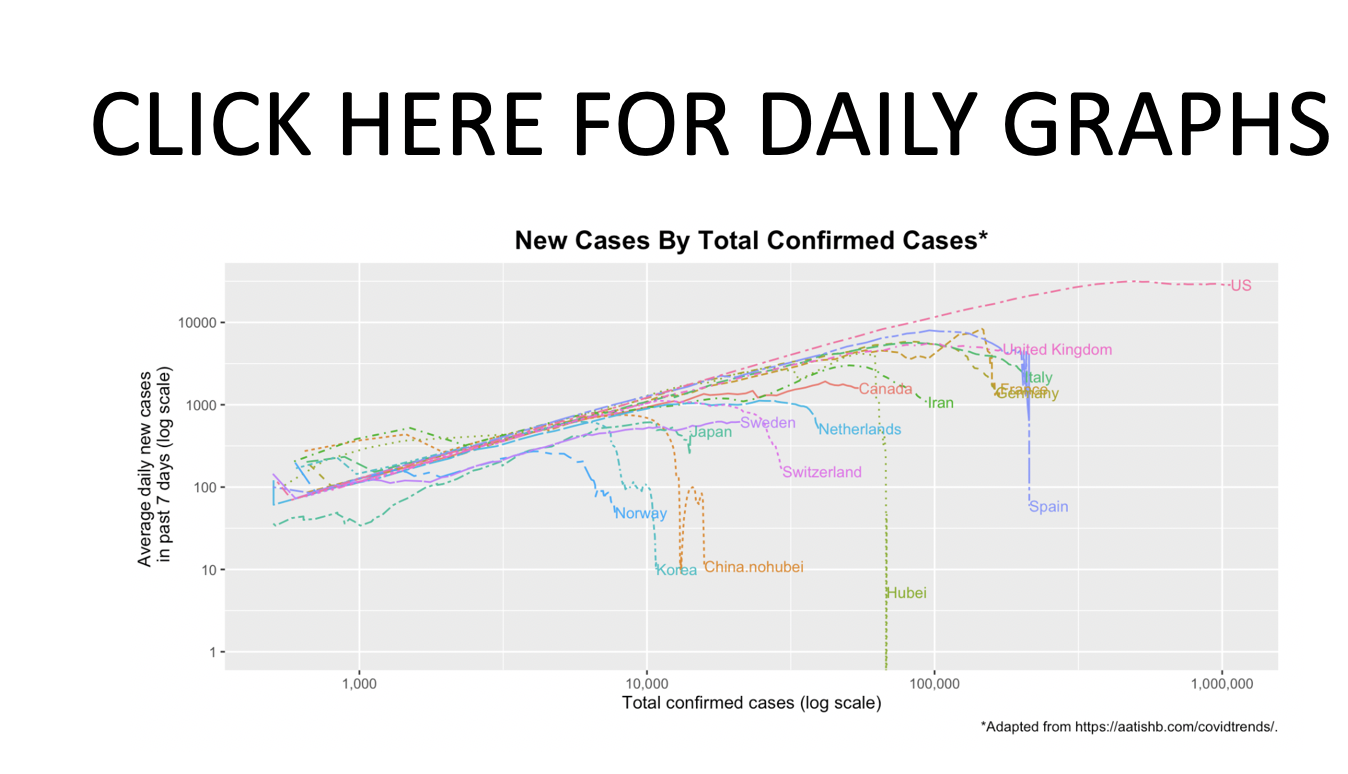 CLICK HERE FOR DAILY GRAPHS
New Cases By Total Confirmed Cases*
Average daily new cases
in past 7 days (log scale)
10000
1000
100
10
1
US
United Kingdom
Italy
France
Germany
Canada
Iran
Netherlands
Sweden
Japan
Switzerland
Spain
Norway
Korea
China.nohubei
Hubei
1,000
10,000
100,000
1,000,000
Total confirmed cases (log scale)
*Adapted from https://aatishb.com/covidtrends/.